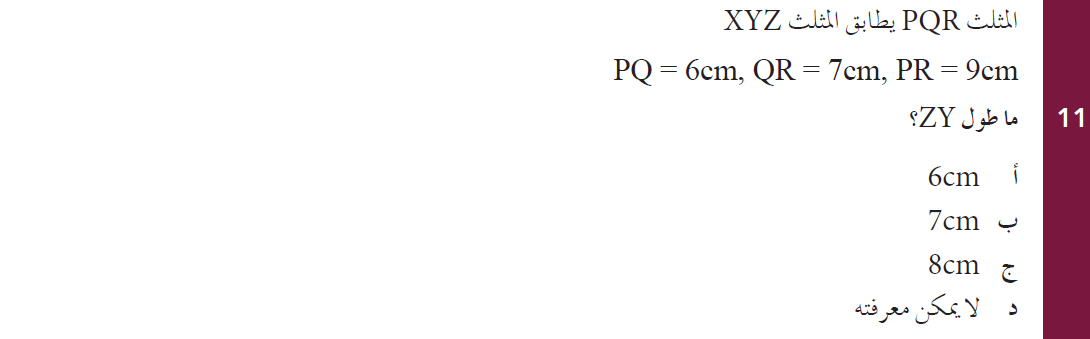 المثلث PQR يطابق المثلث XYZ
PQ = 6cm, QR = 7cm, PR = 9cm
11 ما طول ZY؟
أ 6cm
ب 7cm
ج 8cm
د لا يمكن معرفته